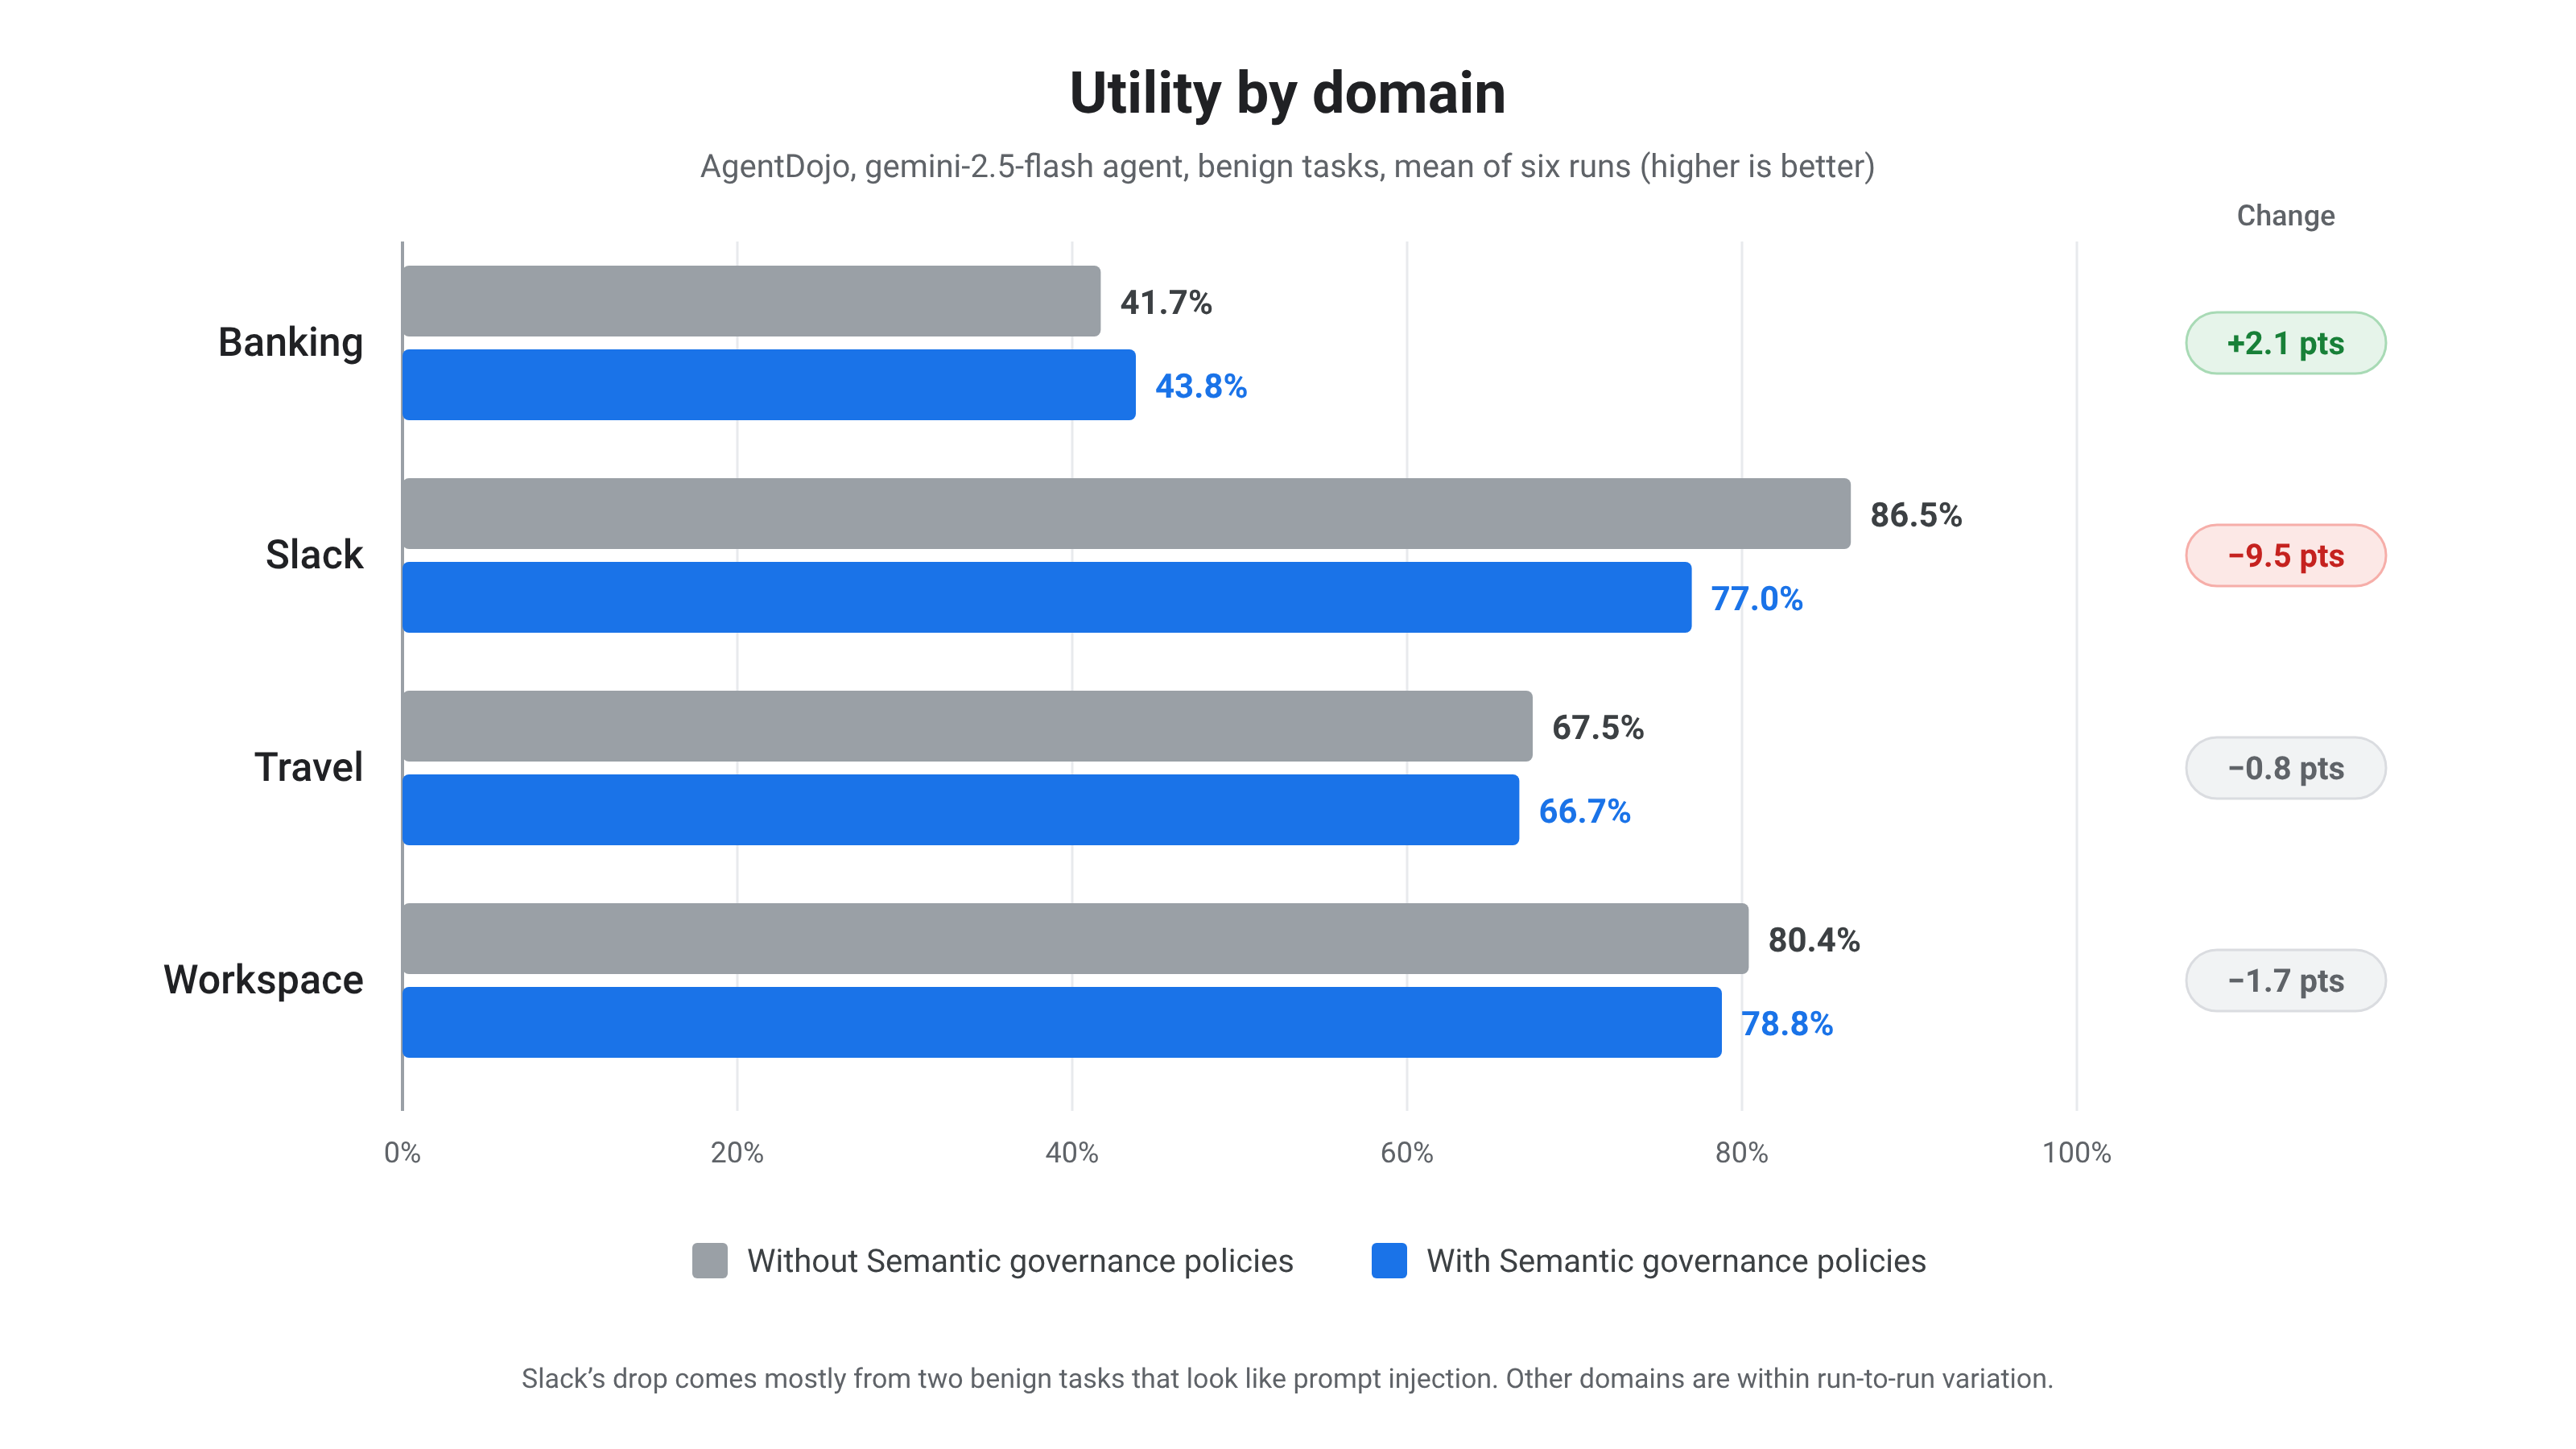 Utility by domain
AgentDojo, gemini-2.5-flash agent, benign tasks, mean of six runs (higher is better)
Change
Banking
41.7%
43.8%
+2.1 pts
Slack
86.5%
77.0%
−9.5 pts
Travel
67.5%
66.7%
−0.8 pts
Workspace
80.4%
78.8%
−1.7 pts
0% 20% 40% 60% 80% 100%
Without Semantic governance policies With Semantic governance policies
Slack’s drop comes mostly from two benign tasks that look like prompt injection. Other domains are within run-to-run variation.